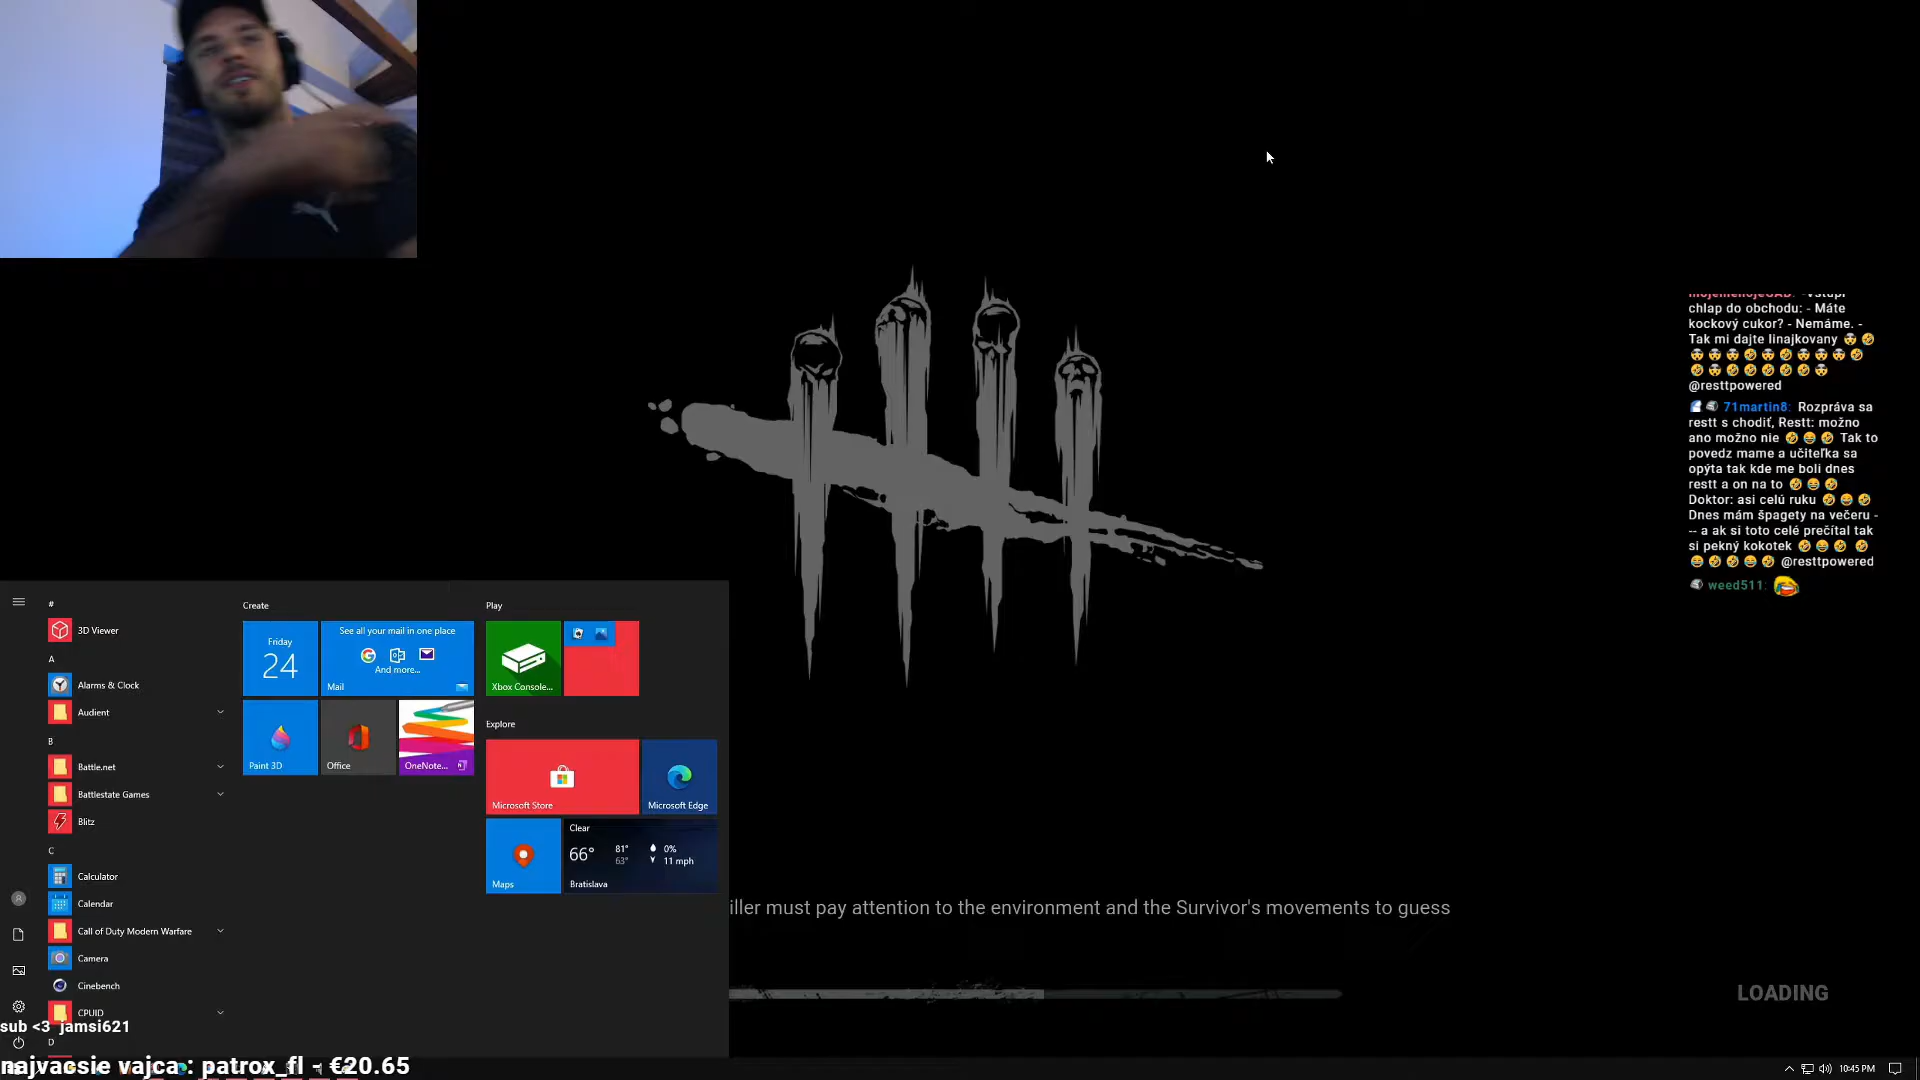 mojemenojeGAB: -Vstúpi
chlap do obchodu: - Máte
kockový cukor? - Nemáme. -
Tak mi dajte linajkovany 🤯 🤣
🤯 🤯 🤯 🤣 🤯 🤣 🤯 🤯 🤯 🤣
🤣 🤯 🤣 🤣 🤣 🤣 🤣 🤯
@resttpowered
71martin8: Rozpráva sa
restt s chodiť, Restt: možno
ano možno nie 🤣 😂 🤣 Tak to
povedz mame a učiteľka sa
opýta tak kde me boli dnes
restt a on na to 🤣 😂 🤣
Doktor: asi celú ruku 🤣 😂 🤣
Dnes mám špagety na večeru -
-- a ak si toto celé prečítal tak
si pekný kokotek 🤣 😂 🤣 🤣
😂 🤣 🤣 😂 🤣 @resttpowered
weed511:
#
3D Viewer
A
Alarms & Clock
Audient
B
Battle.net
Battlestate Games
Blitz
C
Calculator
Calendar
Call of Duty Modern Warfare
Camera
Cinebench
CPUID
D
Create
Friday
24
See all your mail in one place
And more...
Mail
Paint 3D
Office
OneNote...
Play
Xbox Console...
Explore
Microsoft Store
Microsoft Edge
Maps
Clear
66°
81°
63°
0%
11 mph
Bratislava
iller must pay attention to the environment and the Survivor's movements to guess
LOADING
sub <3 jamsi621
najvacsie vajca : patrox_fl - €20.65
10:45 PM